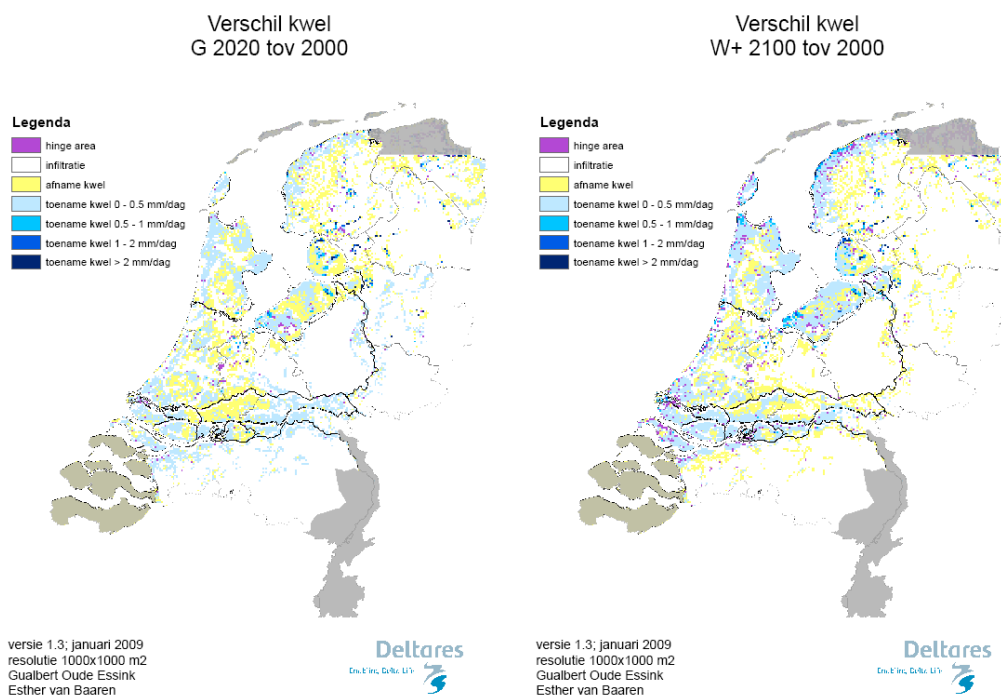 Verschil kwel
G 2020 tov 2000
Legenda
hinge area
infiltratie
afname kwel
toename kwel 0 - 0.5 mm/dag
toename kwel 0.5 - 1 mm/dag
toename kwel 1 - 2 mm/dag
toename kwel > 2 mm/dag
versie 1.3; januari 2009
resolutie 1000x1000 m2
Gualbert Oude Essink
Esther van Baaren
Deltares
Verschil kwel
W+ 2100 tov 2000
Legenda
hinge area
infiltratie
afname kwel
toename kwel 0 - 0.5 mm/dag
toename kwel 0.5 - 1 mm/dag
toename kwel 1 - 2 mm/dag
toename kwel > 2 mm/dag
versie 1.3; januari 2009
resolutie 1000x1000 m2
Gualbert Oude Essink
Esther van Baaren
Deltares